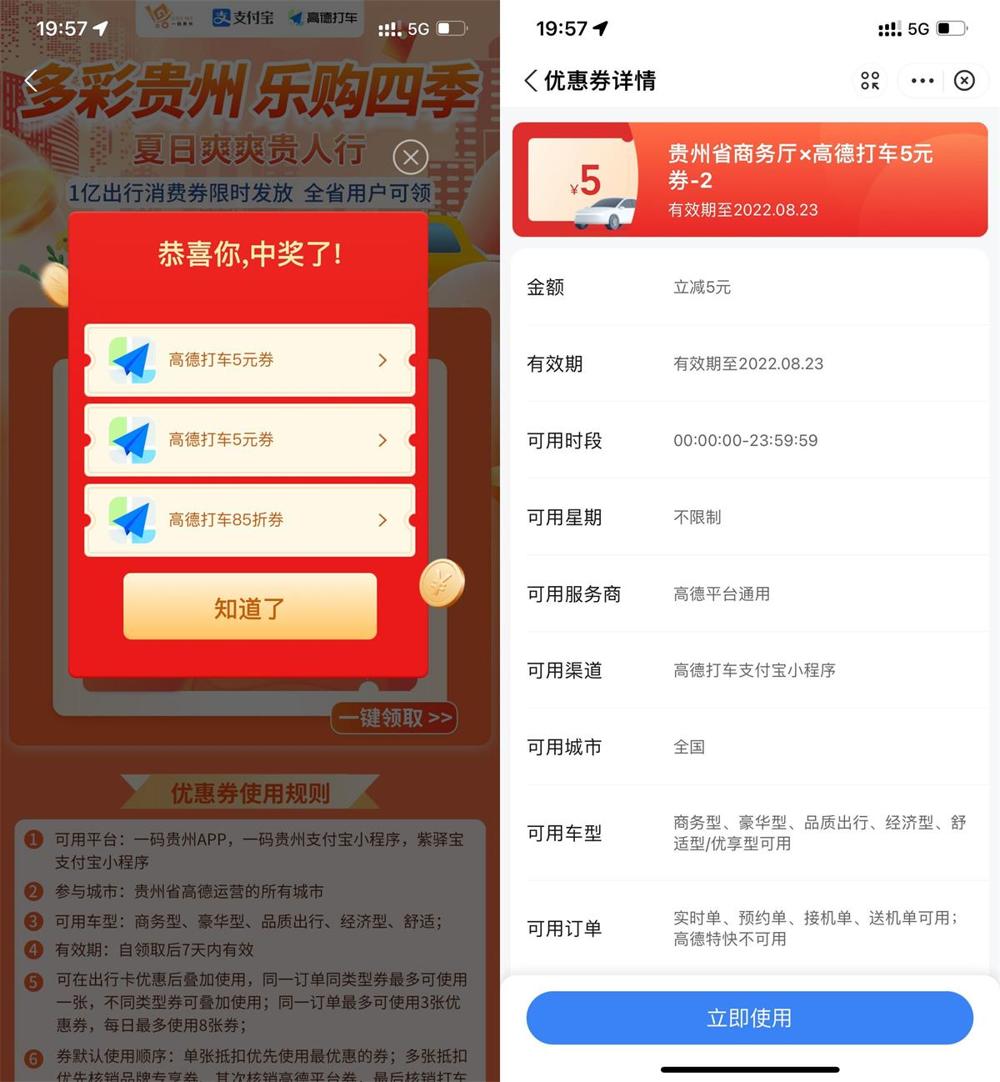 19:57
5G
支付宝
高德打车
多彩贵州 乐购四季
夏日爽爽贵人行
1亿出行消费券限时发放 全省用户可领
恭喜你,中奖了!
高德打车5元券
高德打车5元券
高德打车85折券
知道了
一键领取 >>
优惠券使用规则
1 可用平台：一码贵州APP，一码贵州支付宝小程序，紫驿宝
支付宝小程序
2 参与城市：贵州省高德运营的所有城市
3 可用车型：商务型、豪华型、品质出行、经济型、舒适；
4 有效期：自领取后7天内有效
5 可在出行卡优惠后叠加使用，同一订单同类型券最多可使用
一张，不同类型券可叠加使用；同一订单最多可使用3张优
惠券，每日最多使用8张券；
6 券默认使用顺序：单张抵扣优先使用最优惠的券；多张抵扣
优先核销品牌专享券，其次核销高德平台券，最后核销打车
19:57
5G
优惠券详情
¥5
贵州省商务厅×高德打车5元
券-2
有效期至2022.08.23
金额 立减5元
有效期 有效期至2022.08.23
可用时段 00:00:00-23:59:59
可用星期 不限制
可用服务商 高德平台通用
可用渠道 高德打车支付宝小程序
可用城市 全国
可用车型 商务型、豪华型、品质出行、经济型、舒
适型/优享型可用
可用订单 实时单、预约单、接机单、送机单可用；
高德特快不可用
立即使用